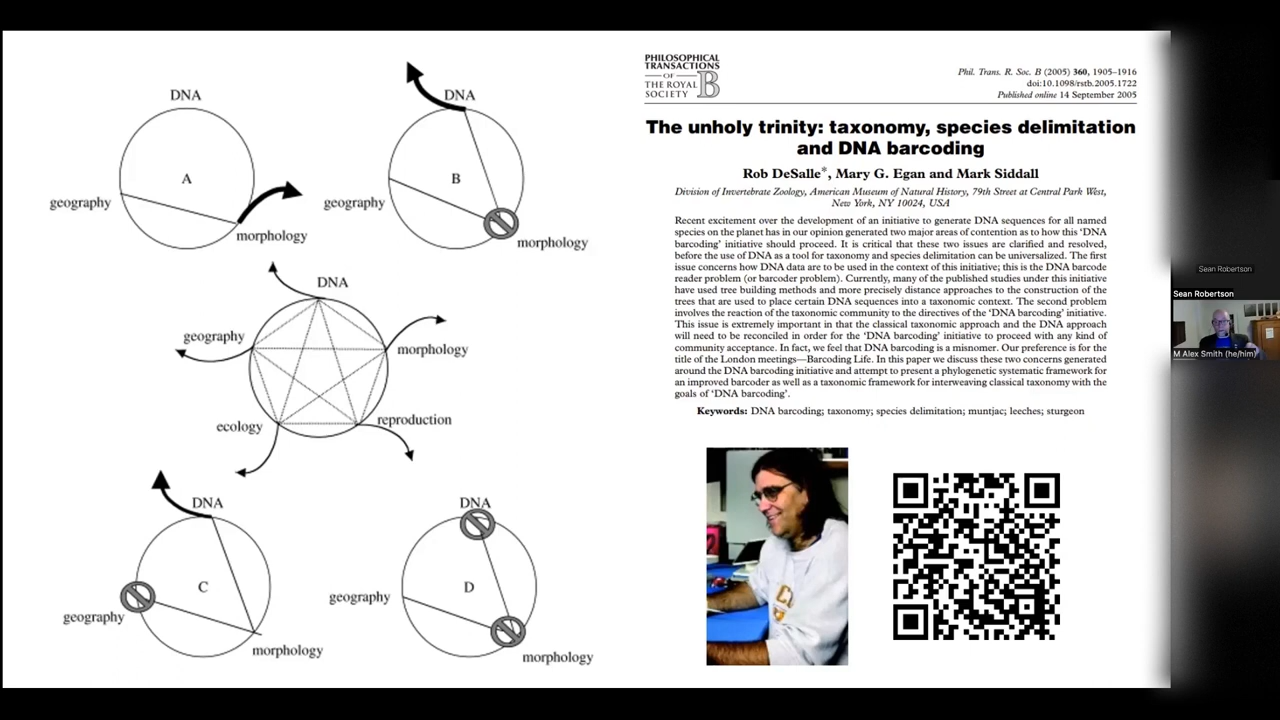 DNA
A
geography
morphology
DNA
B
geography
morphology
DNA
geography
morphology
ecology
reproduction
DNA
C
geography
morphology
DNA
D
geography
morphology
PHILOSOPHICAL
TRANSACTIONS
OF
THE ROYAL
SOCIETY
B
Phil. Trans. R. Soc. B (2005) 360, 1905–1916
doi:10.1098/rstb.2005.1722
Published online 14 September 2005
The unholy trinity: taxonomy, species delimitation
and DNA barcoding
Rob DeSalle*, Mary G. Egan and Mark Siddall
Division of Invertebrate Zoology, American Museum of Natural History, 79th Street at Central Park West,
New York, NY 10024, USA
Recent excitement over the development of an initiative to generate DNA sequences for all named
species on the planet has in our opinion generated two major areas of contention as to how this ‘DNA
barcoding’ initiative should proceed. It is critical that these two issues are clarified and resolved,
before the use of DNA as a tool for taxonomy and species delimitation can be universalized. The first
issue concerns how DNA data are to be used in the context of this initiative; this is the DNA barcode
reader problem (or barcoder problem). Currently, many of the published studies under this initiative
have used tree building methods and more precisely distance approaches to the construction of the
trees that are used to place certain DNA sequences into a taxonomic context. The second problem
involves the reaction of the taxonomic community to the directives of the ‘DNA barcoding’ initiative.
This issue is extremely important in that the classical taxonomic approach and the DNA approach
will need to be reconciled in order for the ‘DNA barcoding’ initiative to proceed with any kind of
community acceptance. In fact, we feel that DNA barcoding is a misnomer. Our preference is for the
title of the London meetings—Barcoding Life. In this paper we discuss these two concerns generated
around the DNA barcoding initiative and attempt to present a phylogenetic systematic framework for
an improved barcoder as well as a taxonomic framework for interweaving classical taxonomy with the
goals of ‘DNA barcoding’.
Keywords: DNA barcoding; taxonomy; species delimitation; muntjac; leeches; sturgeon
Sean Robertson
Sean Robertson
M Alex Smith (he/him)